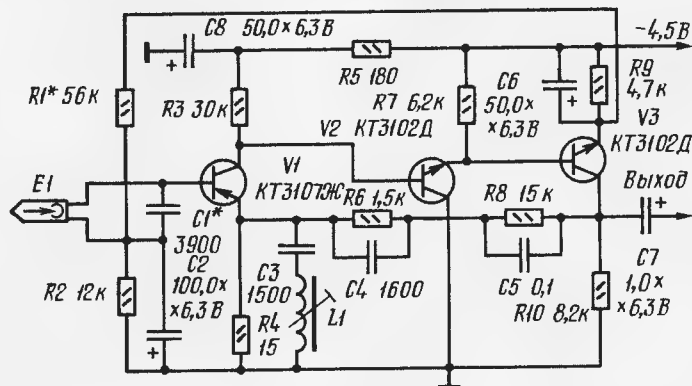 C8 50,0×6,3В
−4,5В
R1* 56к
R3 30к
R5 180
R7 6,2к
C6
50,0×
×6,3В
R9
4,7к
V2 КТ3102Д
V3
КТ3102Д
E1
V1
КТ3107Ж
R6 1,5к
R8 15к
Выход
C1*
3900
C2
100,0×
×6,3В
C3
1500
C4 1600
C5 0,1
C7
1,0×
×6,3В
R2 12к
R4
15
L1
R10 8,2к